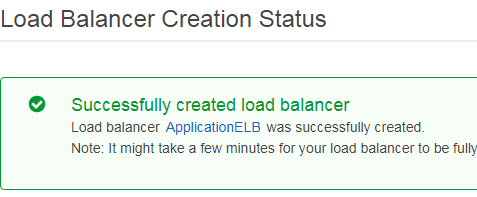 Load Balancer Creation Status
Successfully created load balancer
Load balancer ApplicationELB was successfully created.
Note: It might take a few minutes for your load balancer to be fully